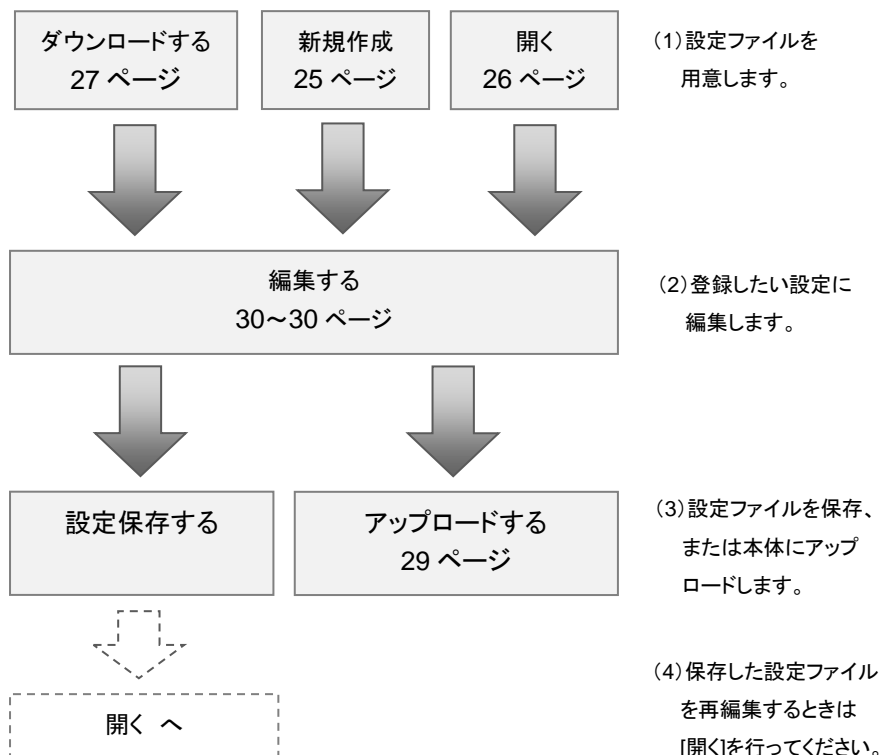 ダウンロードする
27 ページ
新規作成
25 ページ
開く
26 ページ
（1）設定ファイルを
用意します。
編集する
30～30 ページ
（2）登録したい設定に
編集します。
設定保存する
アップロードする
29 ページ
（3）設定ファイルを保存、
または本体にアップ
ロードします。
開く へ
（4）保存した設定ファイル
を再編集するときは
[開く]を行ってください。